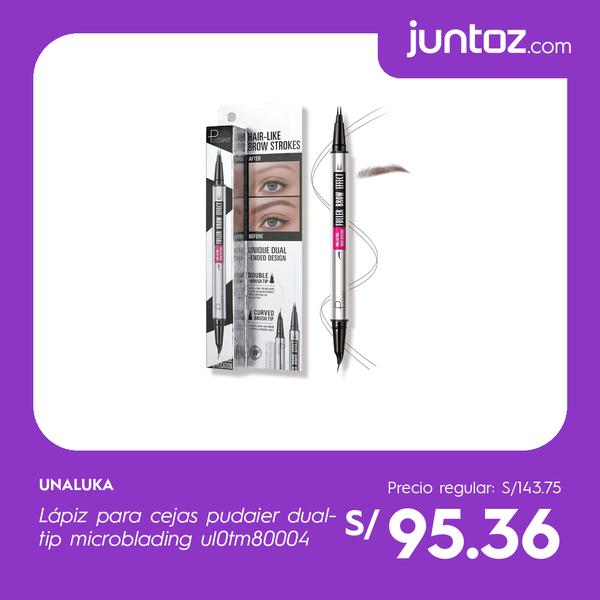 juntoz.com
Pudaier
HAIR-LIKE
BROW STROKES
AFTER
BEFORE
UNIQUE DUAL
-ENDED DESIGN
DOUBLE
BRUSH TIP
CURVED
BRUSH TIP
FULLER BROW EFFECT
FULLER BROW EFFECT
UNALUKA
Lápiz para cejas pudaier dual-
tip microblading ul0tm80004
Precio regular: S/143.75
S/ 95.36